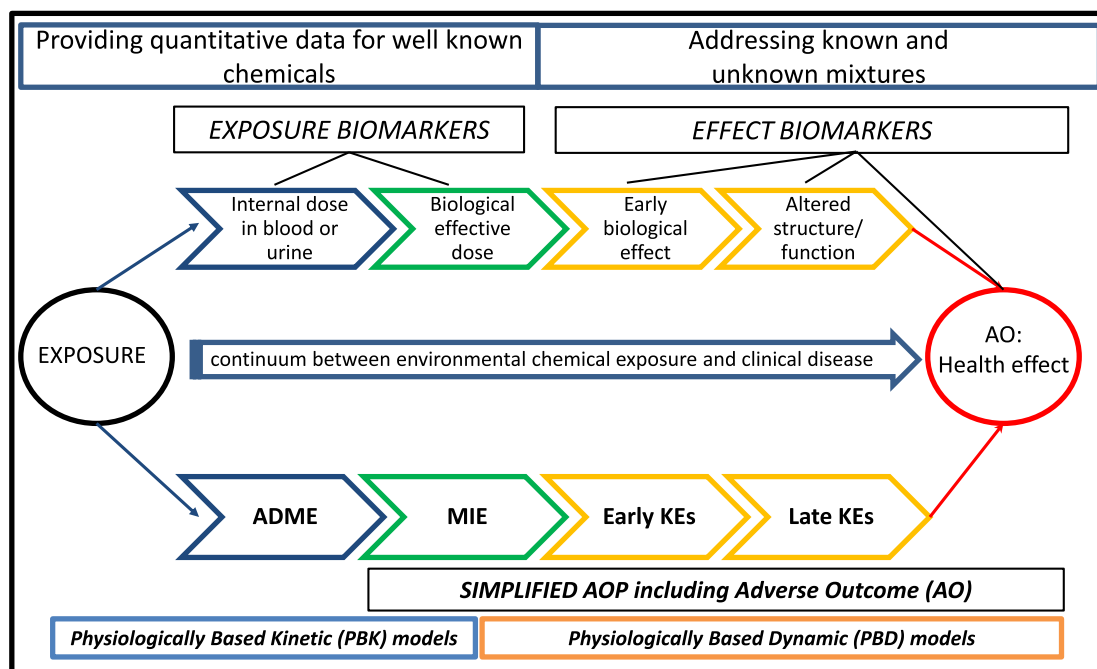 Providing quantitative data for well known
chemicals
Addressing known and
unknown mixtures
EXPOSURE BIOMARKERS
EFFECT BIOMARKERS
Internal dose
in blood or
urine
Biological
effective
dose
Early
biological
effect
Altered
structure/
function
EXPOSURE
continuum between environmental chemical exposure and clinical disease
AO:
Health effect
ADME
MIE
Early KEs
Late KEs
SIMPLIFIED AOP including Adverse Outcome (AO)
Physiologically Based Kinetic (PBK) models
Physiologically Based Dynamic (PBD) models